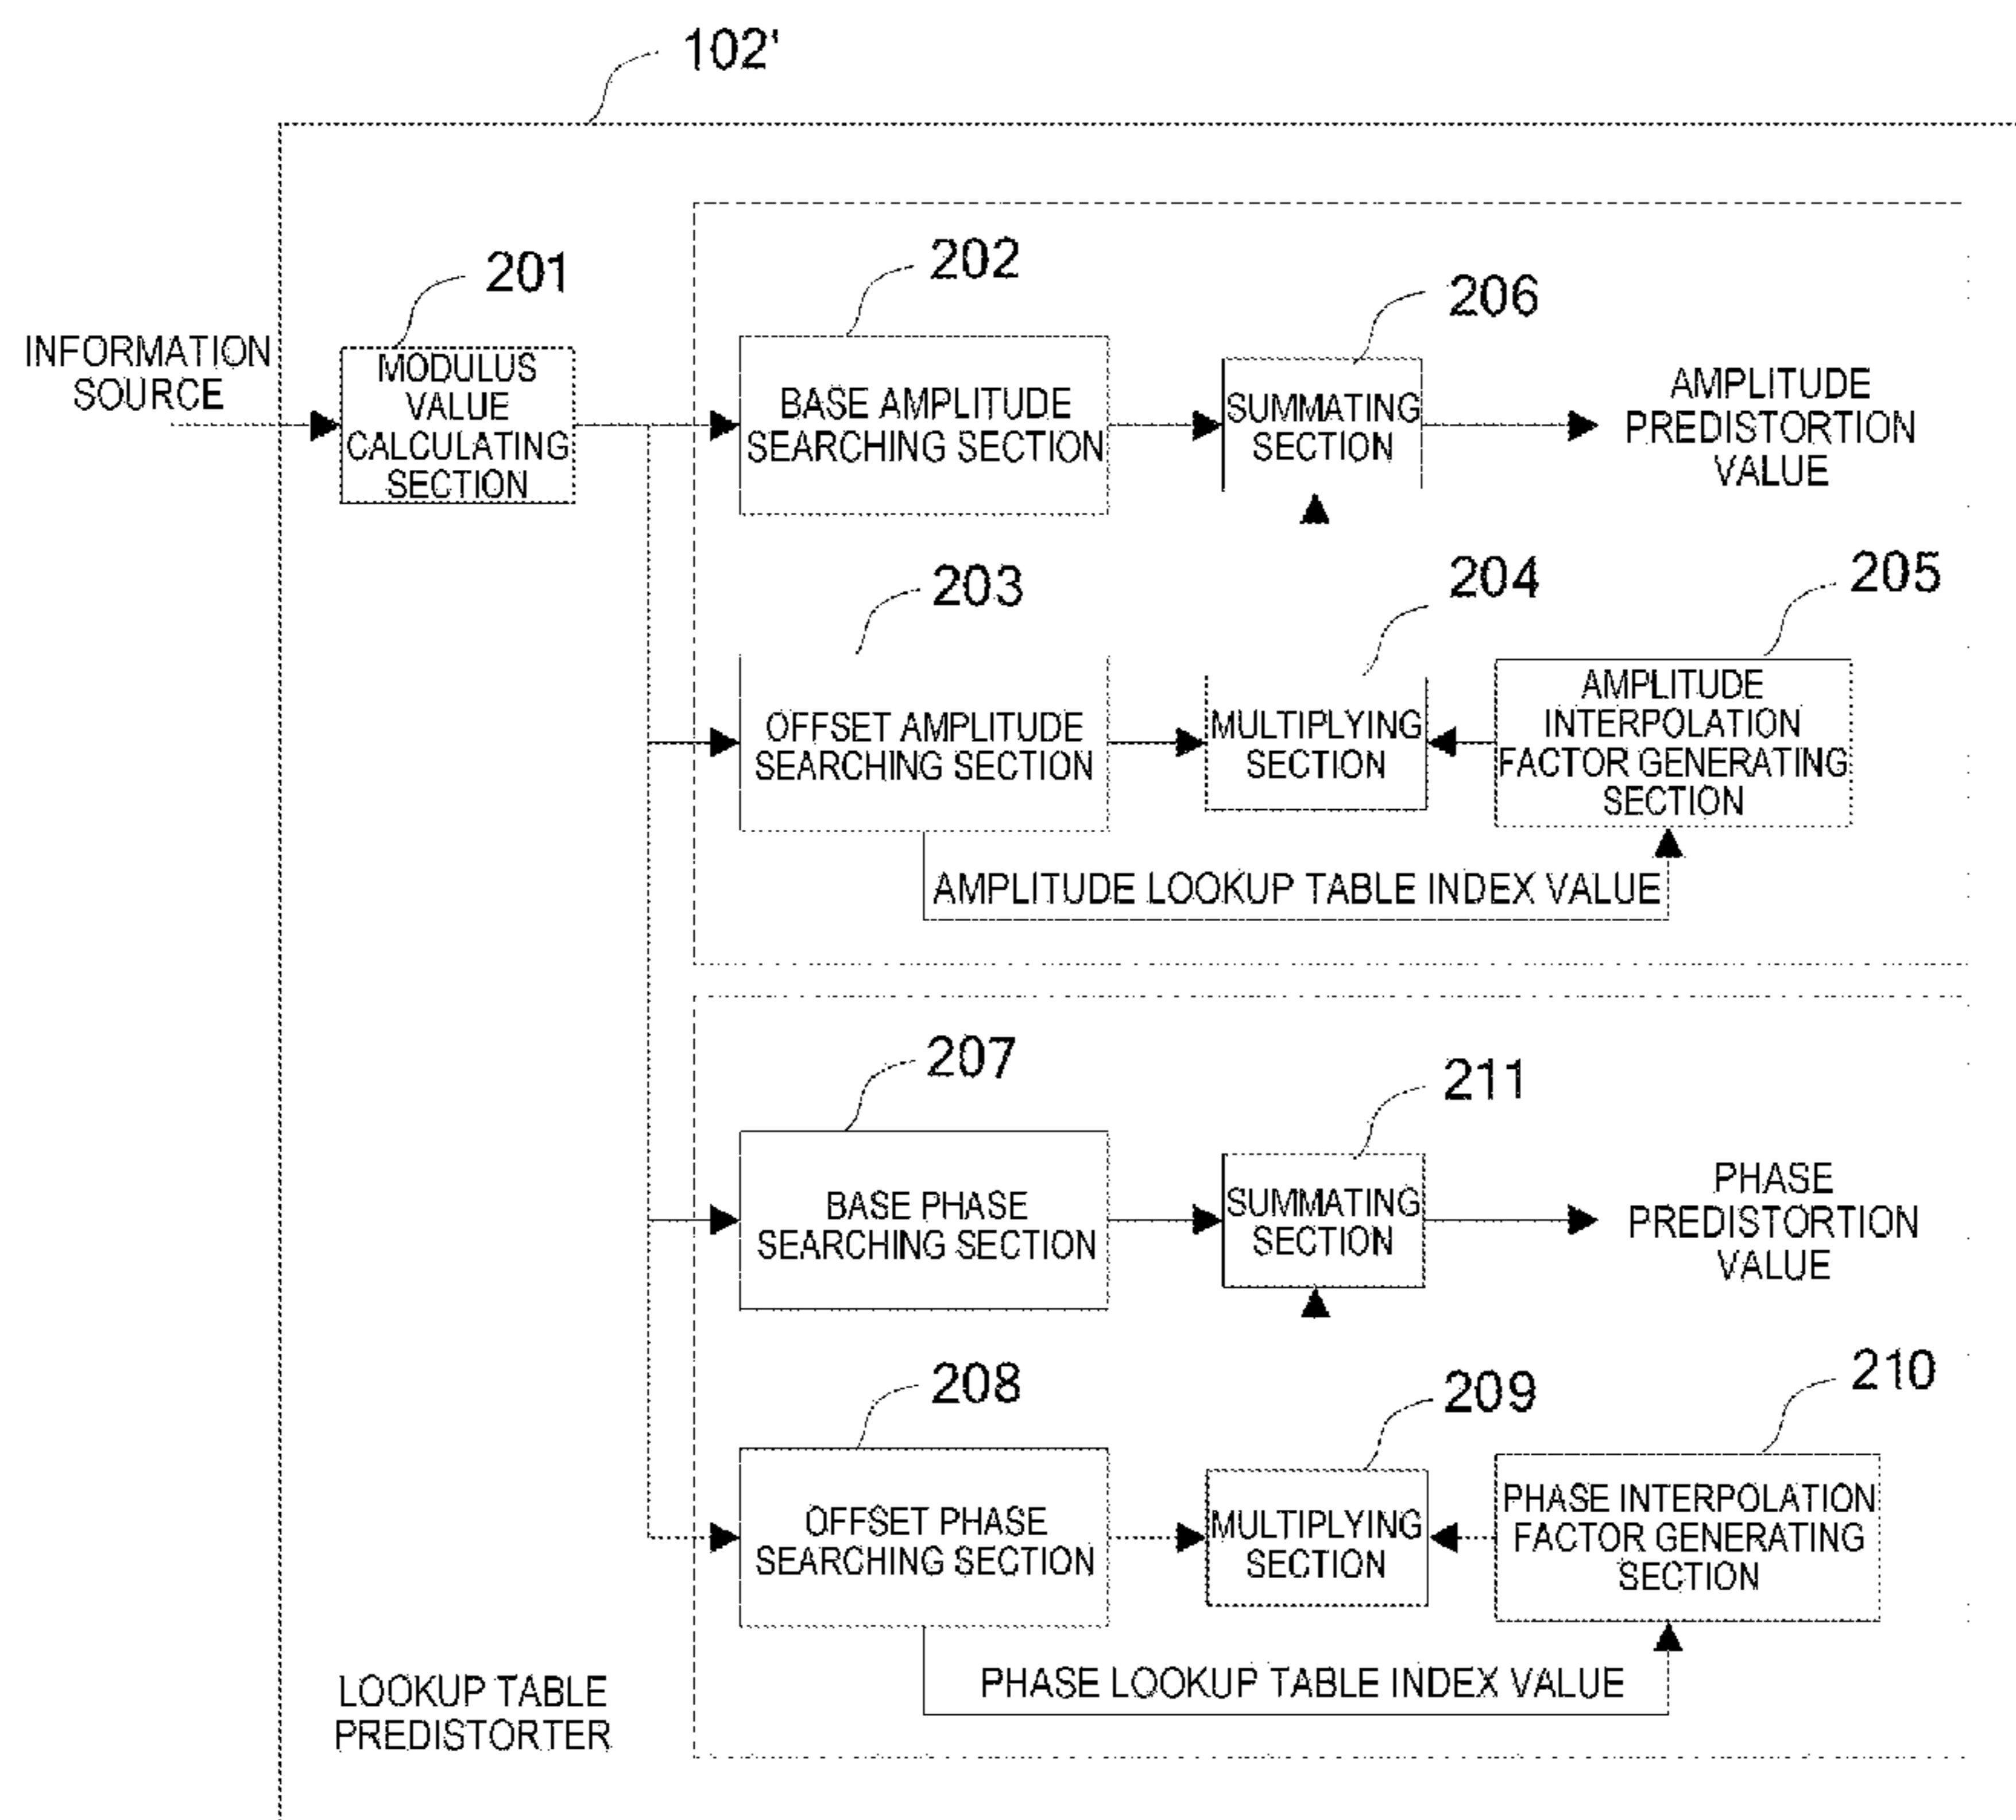 102'
201
202
206
INFORMATION
SOURCE
MODULUS
VALUE
CALCULATING
SECTION
BASE AMPLITUDE
SEARCHING SECTION
SUMMATING
SECTION
AMPLITUDE
PREDISTORTION
VALUE
203
204
205
OFFSET AMPLITUDE
SEARCHING SECTION
MULTIPLYING
SECTION
AMPLITUDE
INTERPOLATION
FACTOR GENERATING
SECTION
AMPLITUDE LOOKUP TABLE INDEX VALUE
207
211
BASE PHASE
SEARCHING SECTION
SUMMATING
SECTION
PHASE
PREDISTORTION
VALUE
208
209
210
OFFSET PHASE
SEARCHING SECTION
MULTIPLYING
SECTION
PHASE INTERPOLATION
FACTOR GENERATING
SECTION
PHASE LOOKUP TABLE INDEX VALUE
LOOKUP TABLE
PREDISTORTER